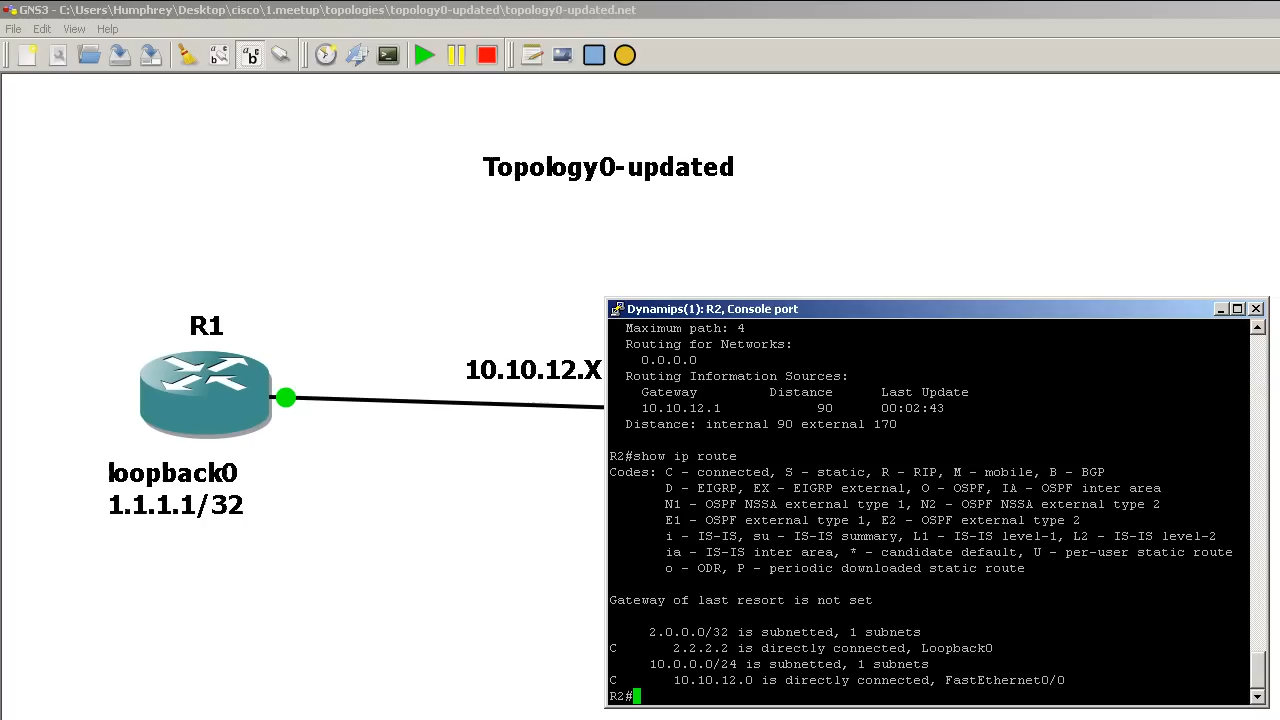 GNS3 - C:\Users\Humphrey\Desktop\cisco\1.meetup\topologies\topology0-updated\topology0-updated.net
File Edit View Help
Topology0-updated
R1
10.10.12.X
loopback0
1.1.1.1/32
Dynamips(1): R2, Console port
Maximum path: 4
Routing for Networks:
0.0.0.0
Routing Information Sources:
Gateway Distance Last Update
10.10.12.1 90 00:02:43
Distance: internal 90 external 170
R2#show ip route
Codes: C - connected, S - static, R - RIP, M - mobile, B - BGP
D - EIGRP, EX - EIGRP external, O - OSPF, IA - OSPF inter area
N1 - OSPF NSSA external type 1, N2 - OSPF NSSA external type 2
E1 - OSPF external type 1, E2 - OSPF external type 2
i - IS-IS, su - IS-IS summary, L1 - IS-IS level-1, L2 - IS-IS level-2
ia - IS-IS inter area, * - candidate default, U - per-user static route
o - ODR, P - periodic downloaded static route
Gateway of last resort is not set
2.0.0.0/32 is subnetted, 1 subnets
C 2.2.2.2 is directly connected, Loopback0
10.0.0.0/24 is subnetted, 1 subnets
C 10.10.12.0 is directly connected, FastEthernet0/0
R2#